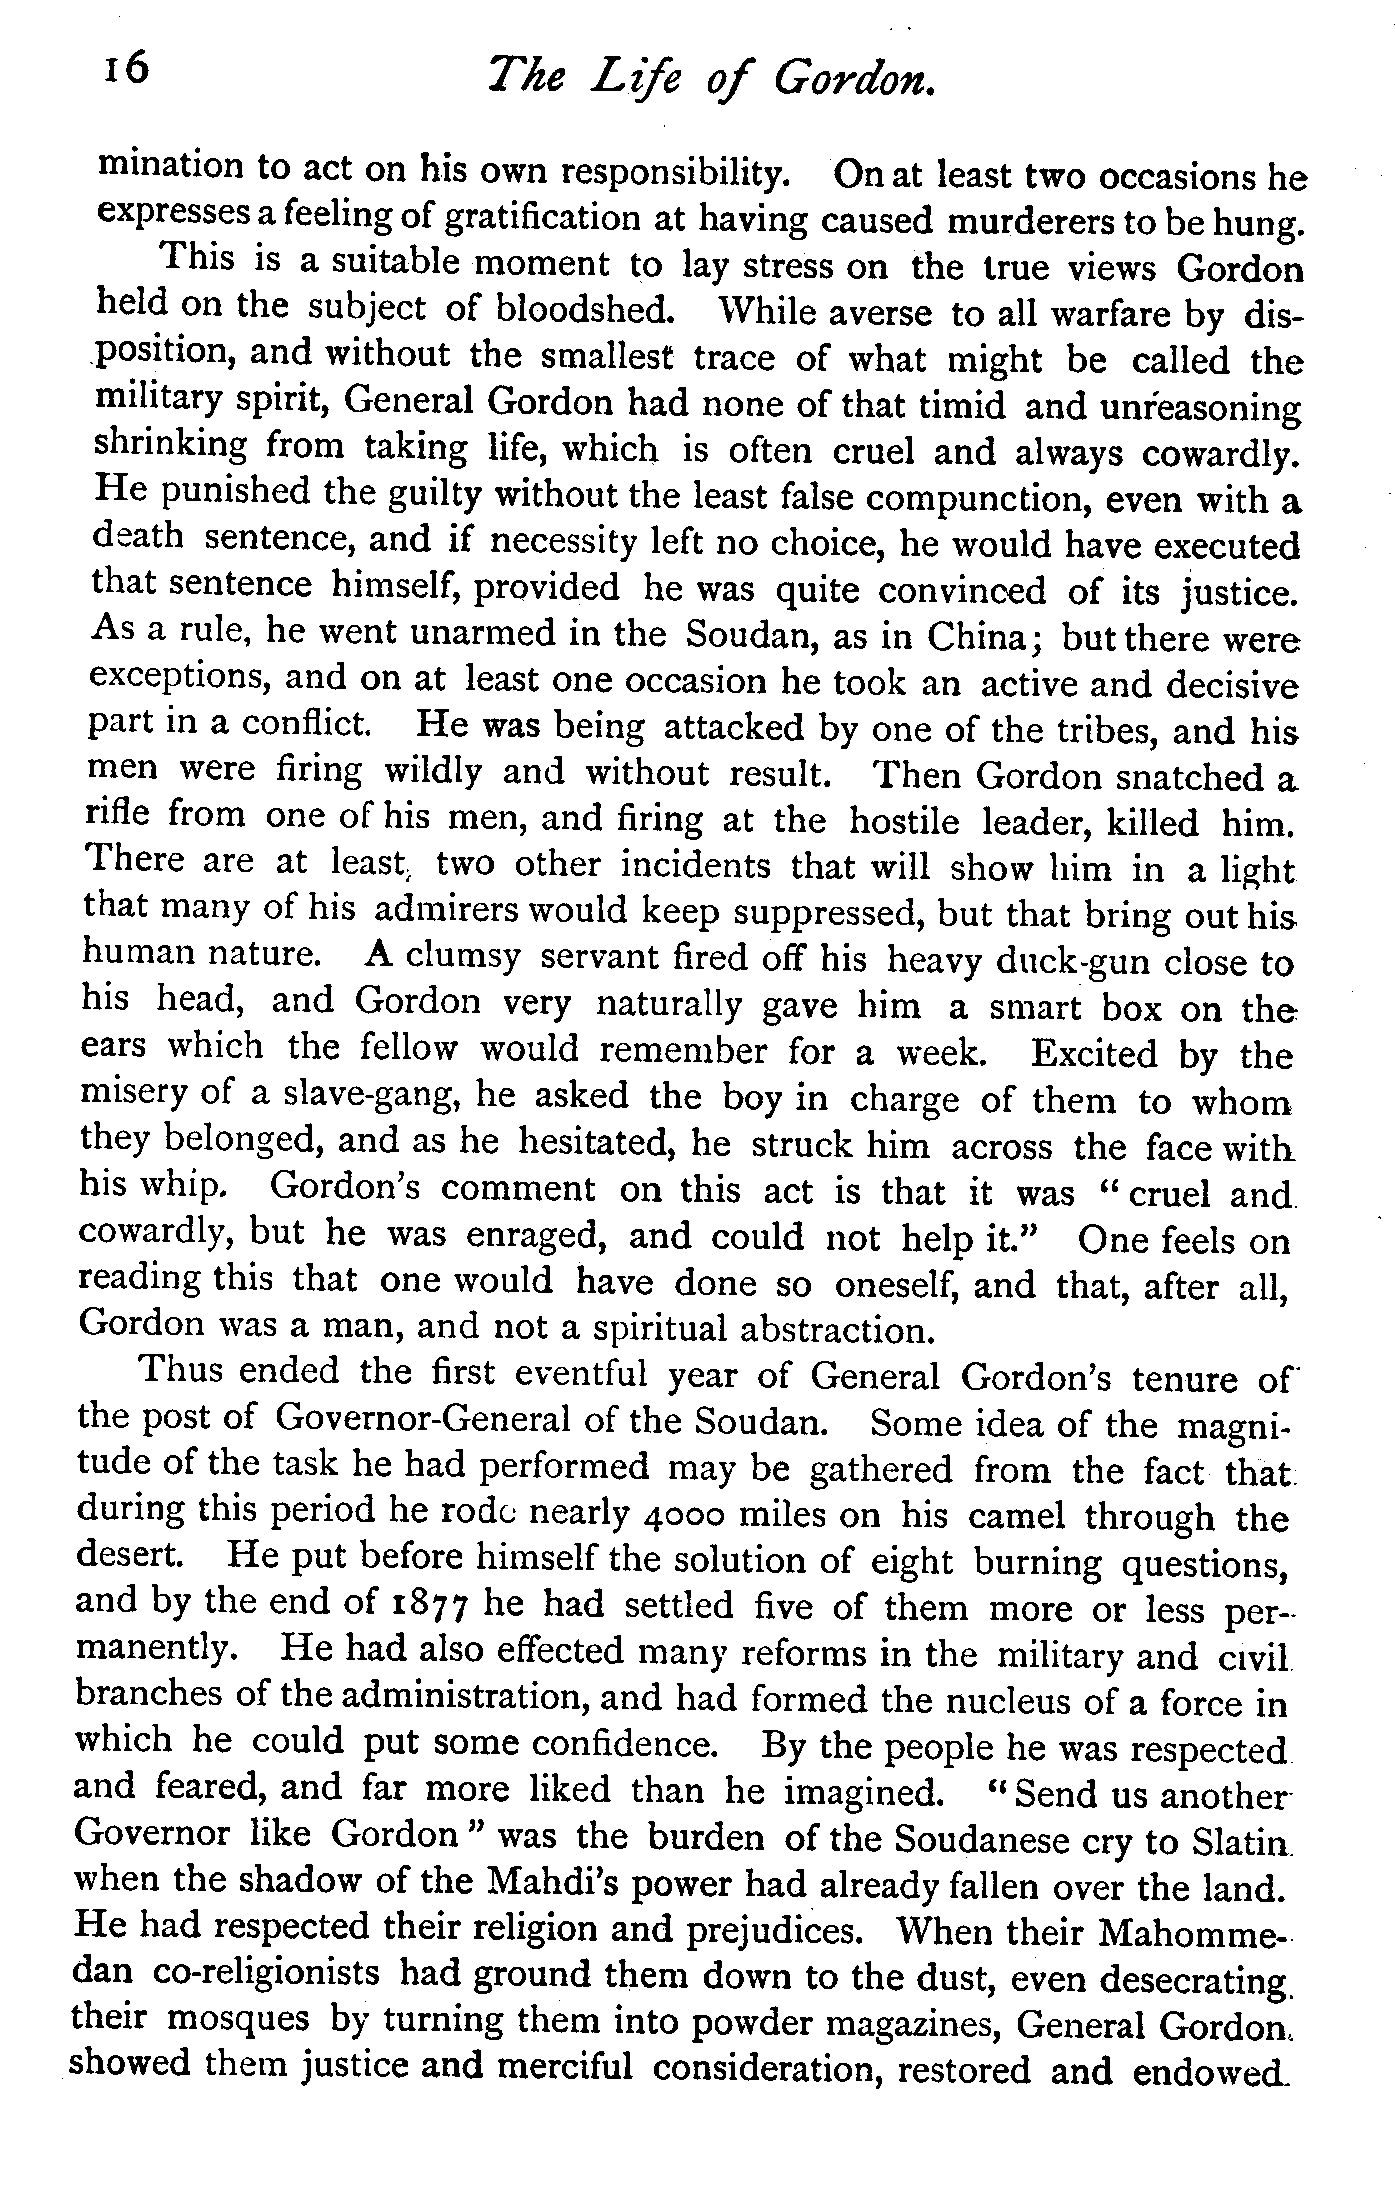 16 The Life of Gordon.
mination to act on his own responsibility. On at least two occasions he
expresses a feeling of gratification at having caused murderers to be hung.
This is a suitable moment to lay stress on the true views Gordon
held on the subject of bloodshed. While averse to all warfare by dis-
position, and without the smallest trace of what might be called the
military spirit, General Gordon had none of that timid and unreasoning
shrinking from taking life, which is often cruel and always cowardly.
He punished the guilty without the least false compunction, even with a
death sentence, and if necessity left no choice, he would have executed
that sentence himself, provided he was quite convinced of its justice.
As a rule, he went unarmed in the Soudan, as in China; but there were
exceptions, and on at least one occasion he took an active and decisive
part in a conflict. He was being attacked by one of the tribes, and his
men were firing wildly and without result. Then Gordon snatched a
rifle from one of his men, and firing at the hostile leader, killed him.
There are at least two other incidents that will show him in a light
that many of his admirers would keep suppressed, but that bring out his
human nature. A clumsy servant fired off his heavy duck-gun close to
his head, and Gordon very naturally gave him a smart box on the
ears which the fellow would remember for a week. Excited by the
misery of a slave-gang, he asked the boy in charge of them to whom
they belonged, and as he hesitated, he struck him across the face with
his whip. Gordon's comment on this act is that it was "cruel and
cowardly, but he was enraged, and could not help it." One feels on
reading this that one would have done so oneself, and that, after all,
Gordon was a man, and not a spiritual abstraction.
Thus ended the first eventful year of General Gordon's tenure of
the post of Governor-General of the Soudan. Some idea of the magni-
tude of the task he had performed may be gathered from the fact that
during this period he rode nearly 4000 miles on his camel through the
desert. He put before himself the solution of eight burning questions,
and by the end of 1877 he had settled five of them more or less per-
manently. He had also effected many reforms in the military and civil
branches of the administration, and had formed the nucleus of a force in
which he could put some confidence. By the people he was respected
and feared, and far more liked than he imagined. "Send us another
Governor like Gordon" was the burden of the Soudanese cry to Slatin
when the shadow of the Mahdi's power had already fallen over the land.
He had respected their religion and prejudices. When their Mahomme-
dan co-religionists had ground them down to the dust, even desecrating
their mosques by turning them into powder magazines, General Gordon
showed them justice and merciful consideration, restored and endowed